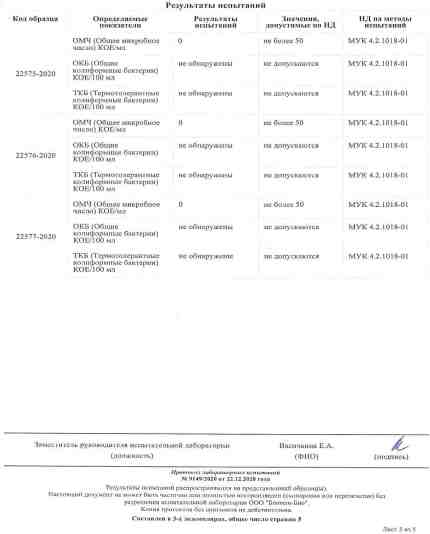 Результаты испытаний
Код образца Определяемые показатели Результаты испытаний Значения, допустимые по НД НД на методы испытаний
22575-2020
ОМЧ (Общее микробное 0 не более 50 МУК 4.2.1018-01
число) КОЕ/мл
ОКБ (Общие не обнаружены не допускаются МУК 4.2.1018-01
колиформные бактерии)
КОЕ/100 мл
ТКБ (Термотолерантные не обнаружены не допускаются МУК 4.2.1018-01
колиформные бактерии)
КОЕ/100 мл
22576-2020
ОМЧ (Общее микробное 0 не более 50 МУК 4.2.1018-01
число) КОЕ/мл
ОКБ (Общие не обнаружены не допускаются МУК 4.2.1018-01
колиформные бактерии)
КОЕ/100 мл
ТКБ (Термотолерантные не обнаружены не допускаются МУК 4.2.1018-01
колиформные бактерии)
КОЕ/100 мл
22577-2020
ОМЧ (Общее микробное 0 не более 50 МУК 4.2.1018-01
число) КОЕ/мл
ОКБ (Общие не обнаружены не допускаются МУК 4.2.1018-01
колиформные бактерии)
КОЕ/100 мл
ТКБ (Термотолерантные не обнаружены не допускаются МУК 4.2.1018-01
колиформные бактерии)
КОЕ/100 мл
Заместитель руководителя испытательной лаборатории Е.А.
(должность) (ФИО) (подпись)
Протокол лабораторных испытаний
№ 9149/2020 от 22.12.2020 года
Результаты испытаний распространяются на представленный образец(ы).
Настоящий документ не может быть частично или полностью воспроизведен (скопирован или перепечатан) без
разрешения испытательной лаборатории ООО
Копия протокола без оригинала не действительна.
Составлен в 3-х экземплярах, общее число страниц 5
Лист 5 из 5